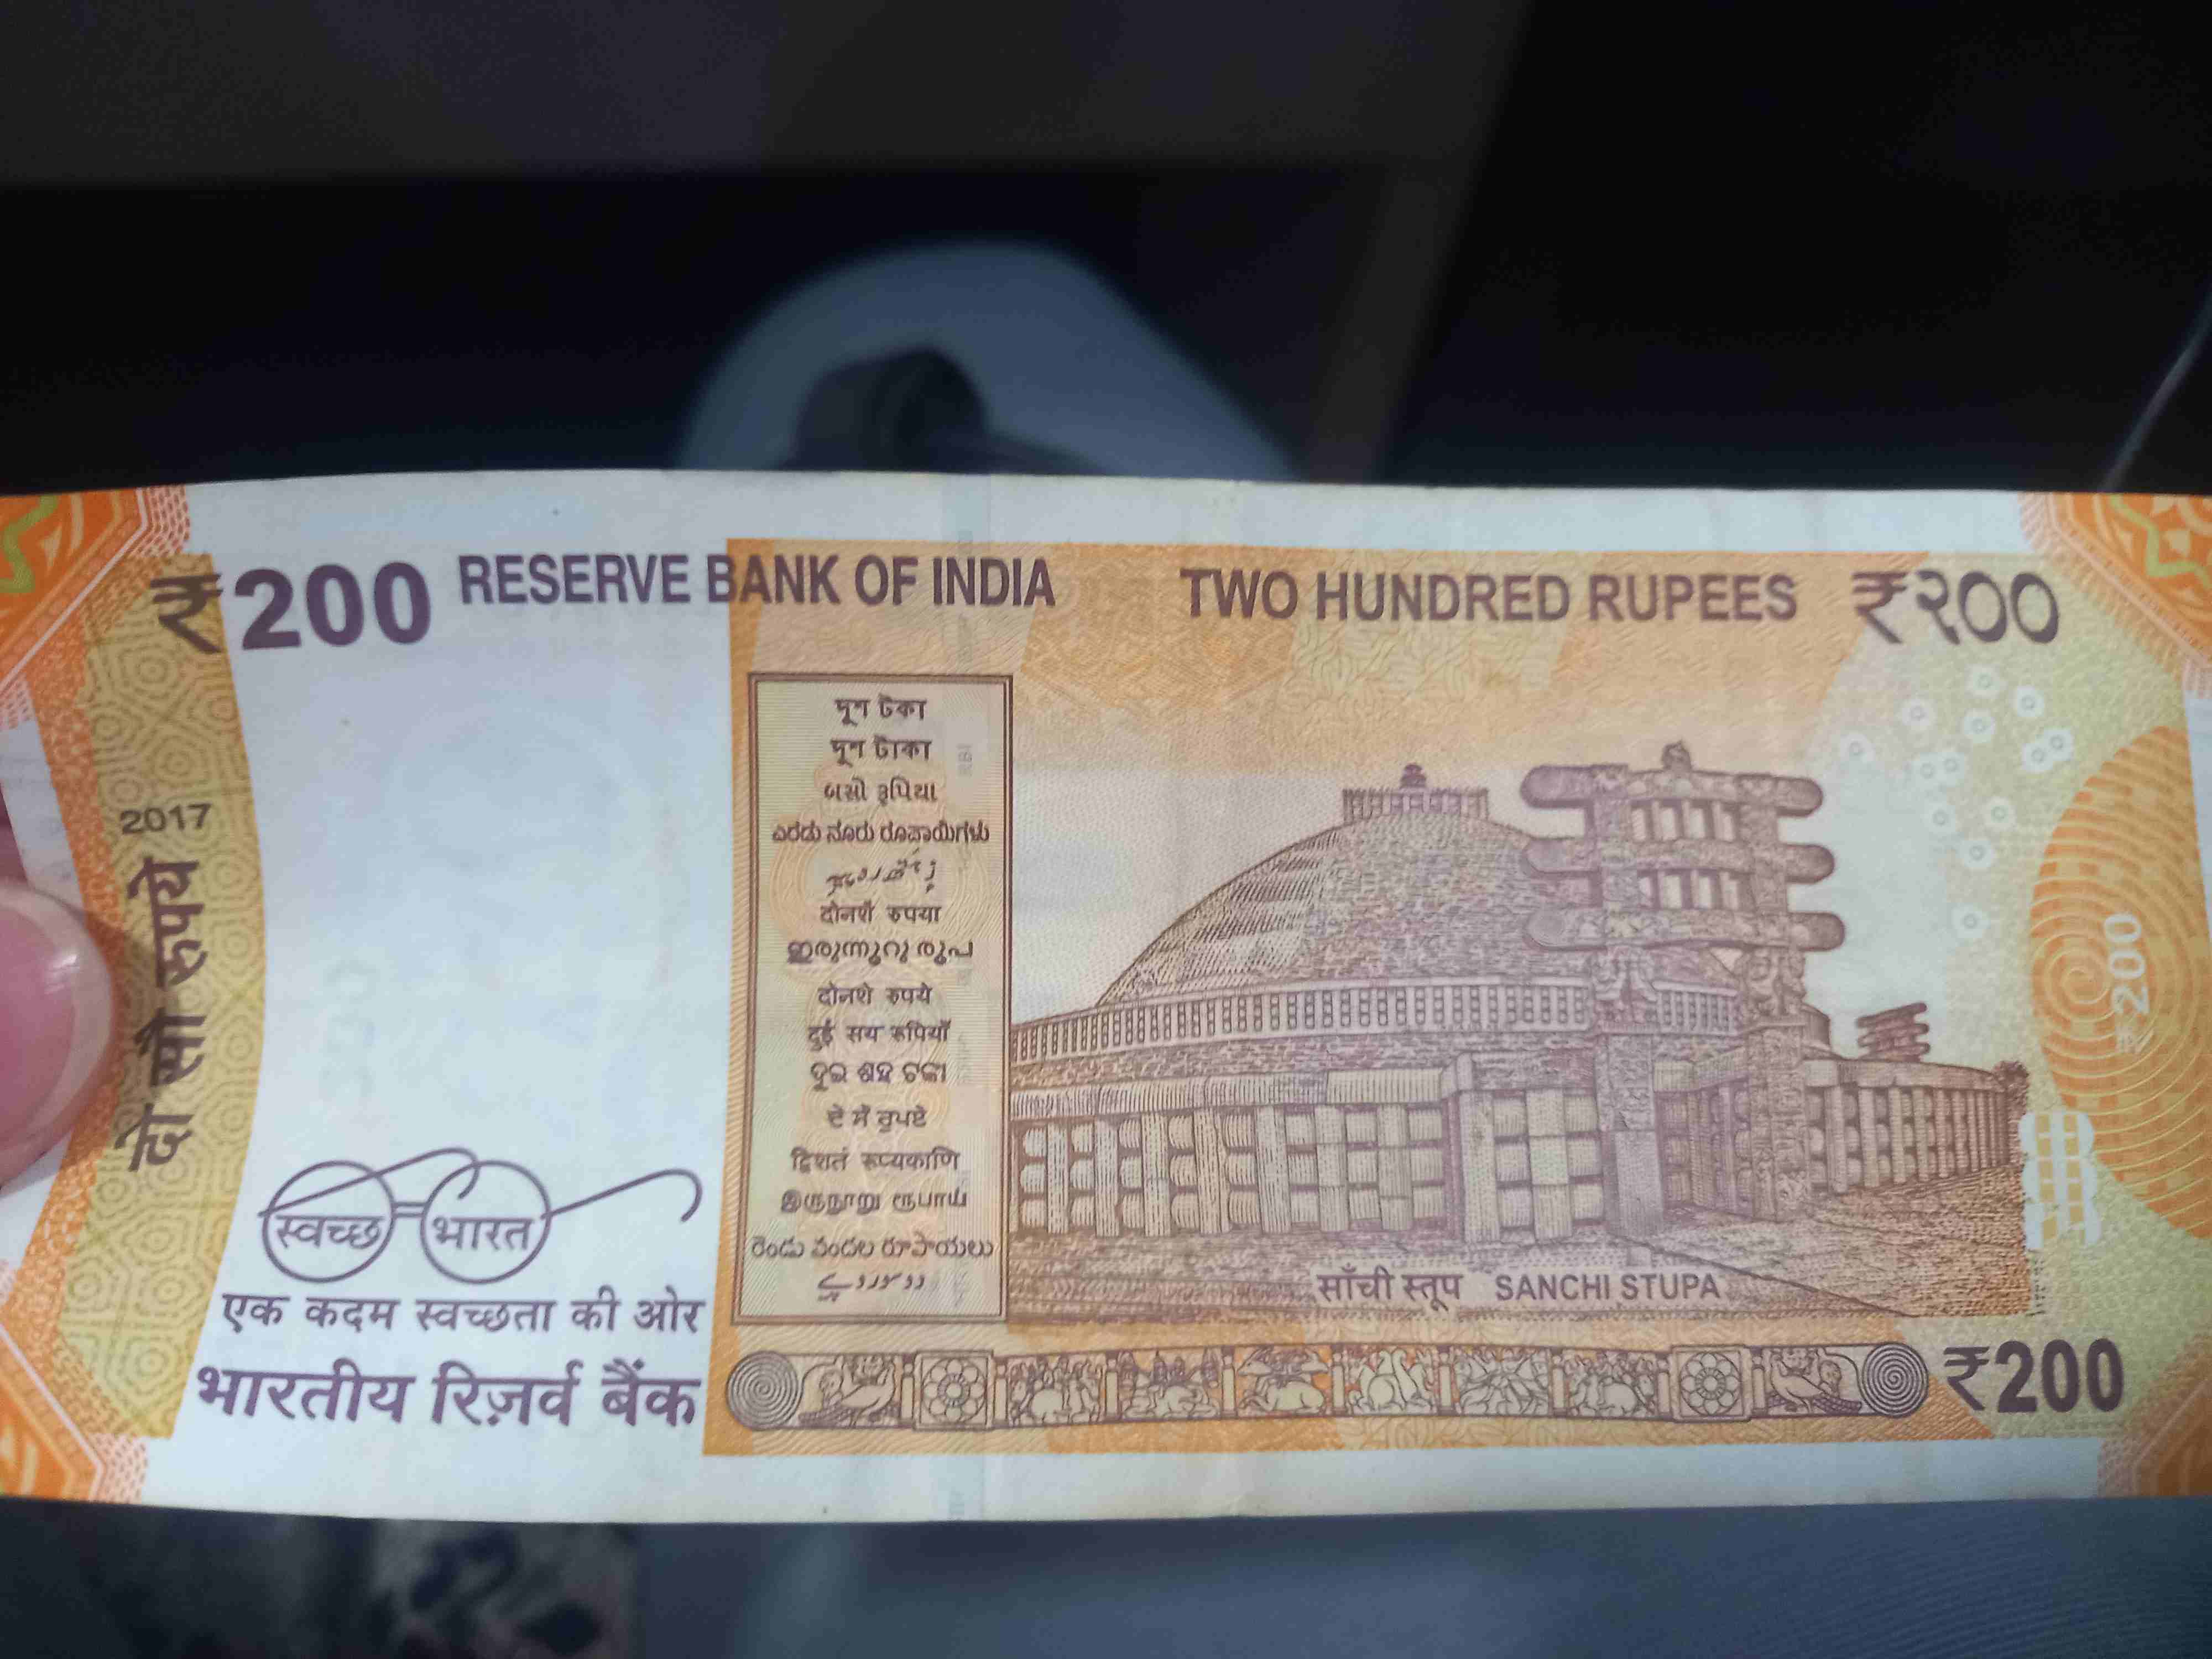 ₹200 RESERVE BANK OF INDIA TWO HUNDRED RUPEES ₹२००
2017
दो सौ रुपये
দুশ টকা
দুশ টাকা
બસો રૂપિયા
ಎರಡು ನೂರು ರೂಪಾಯಿಗಳು
दोनशें रुपया
ഇരുന്നൂറു രൂപ
दोनशे रुपये
दुई सय रूपियाँ
ଦୁଇ ଶହ ଟଙ୍କା
ਦੋ ਸੌ ਰੁਪਏ
द्विशतं रूप्यकाणि
இருநூறு ரூபாய்
రెండు వందల రూపాయలు
دو سو روپے
₹200
स्वच्छ भारत
एक कदम स्वच्छता की ओर
भारतीय रिज़र्व बैंक
साँची स्तूप SANCHI STUPA
₹200